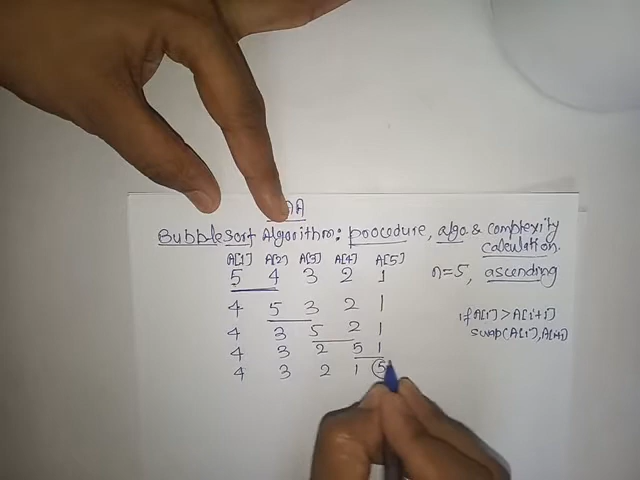 Bubblesort Algorithm: procedure, algo & complexity
calculation.
A[1] A[2] A[3] A[4] A[5]
5 4 3 2 1 n=5, ascending
4 5 3 2 1
4 3 5 2 1
4 3 2 5 1
4 3 2 1 5
if A[i] > A[i+1]
swap(A[i], A[i+1])